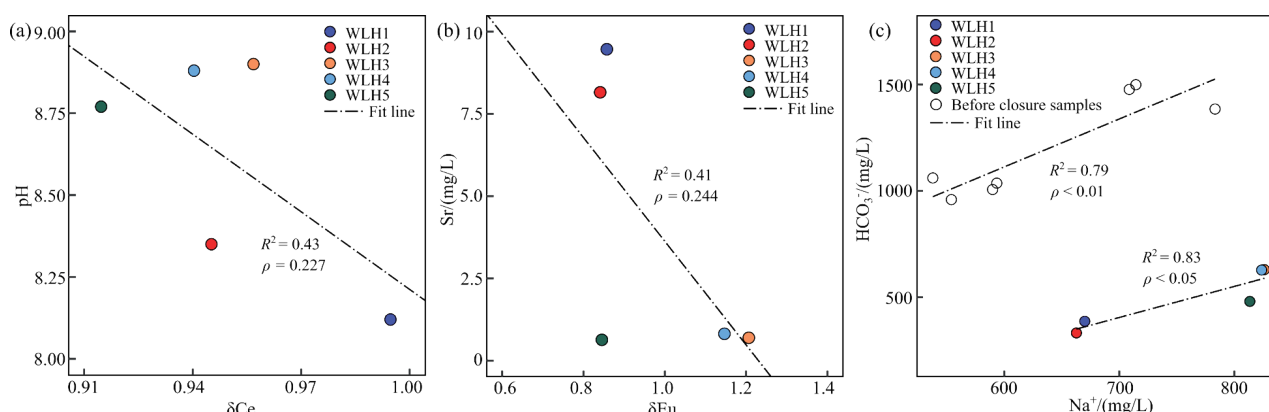 (a)
WLH1
WLH2
WLH3
WLH4
WLH5
Fit line
R² = 0.43
ρ = 0.227
pH
9.00
8.75
8.50
8.25
8.00
0.91
0.94
0.97
1.00
δCe
(b)
WLH1
WLH2
WLH3
WLH4
WLH5
Fit line
R² = 0.41
ρ = 0.244
Sr/(mg/L)
10
7.5
5.0
2.5
0
0.6
0.8
1.0
1.2
1.4
δEu
(c)
WLH1
WLH2
WLH3
WLH4
WLH5
Before closure samples
Fit line
R² = 0.79
ρ < 0.01
R² = 0.83
ρ < 0.05
HCO₃⁻/(mg/L)
1500
1000
500
600
700
800
Na⁺/(mg/L)